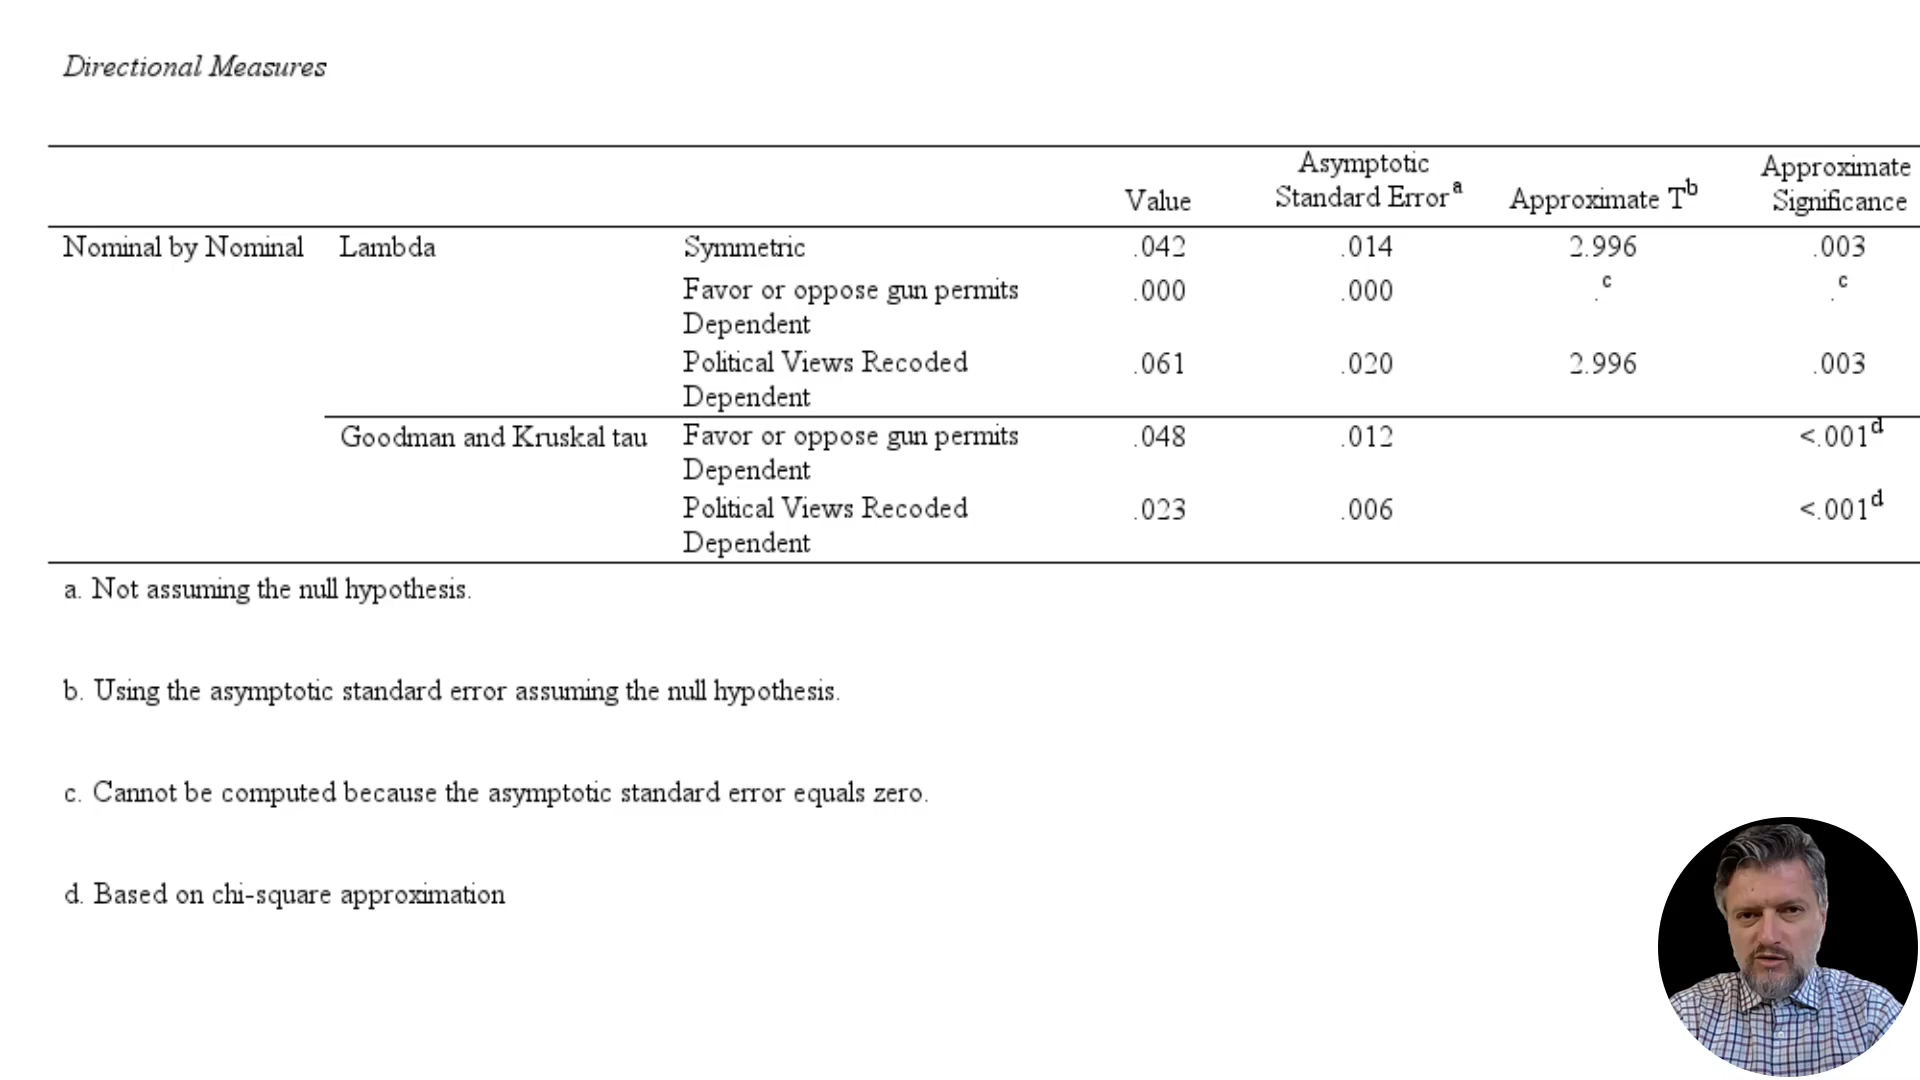 Directional Measures
Value Asymptotic Standard Error^a Approximate T^b Approximate Significance
Nominal by Nominal Lambda Symmetric .042 .014 2.996 .003
Favor or oppose gun permits Dependent .000 .000 .^c .^c
Political Views Recoded Dependent .061 .020 2.996 .003
Goodman and Kruskal tau Favor or oppose gun permits Dependent .048 .012 <.001^d
Political Views Recoded Dependent .023 .006 <.001^d
a. Not assuming the null hypothesis.
b. Using the asymptotic standard error assuming the null hypothesis.
c. Cannot be computed because the asymptotic standard error equals zero.
d. Based on chi-square approximation